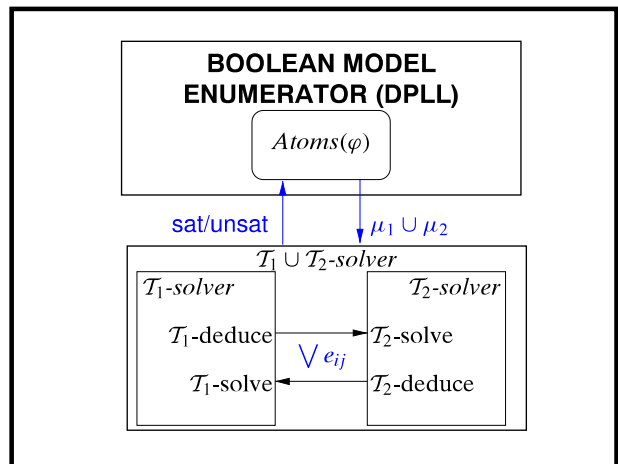 BOOLEAN MODEL
ENUMERATOR (DPLL)
Atoms(φ)
sat/unsat
μ₁ ∪ μ₂
𝒯₁ ∪ 𝒯₂-solver
𝒯₁-solver
𝒯₂-solver
𝒯₁-deduce
𝒯₂-solve
⋁ eᵢⱼ
𝒯₁-solve
𝒯₂-deduce